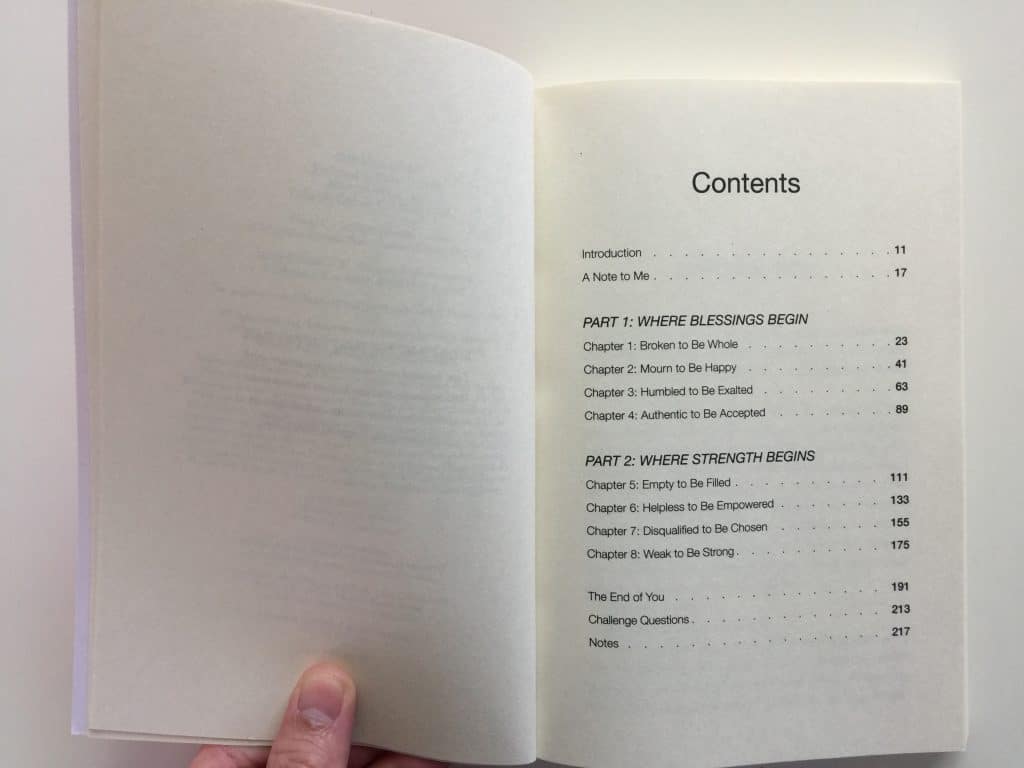 Contents
Introduction . . . . . . . . . . . . . . . . 11
A Note to Me . . . . . . . . . . . . . . . . 17
PART 1: WHERE BLESSINGS BEGIN
Chapter 1: Broken to Be Whole . . . . . . . . . . 23
Chapter 2: Mourn to Be Happy . . . . . . . . . . 41
Chapter 3: Humbled to Be Exalted . . . . . . . . . 63
Chapter 4: Authentic to Be Accepted . . . . . . . . 89
PART 2: WHERE STRENGTH BEGINS
Chapter 5: Empty to Be Filled . . . . . . . . . . 111
Chapter 6: Helpless to Be Empowered . . . . . . . 133
Chapter 7: Disqualified to Be Chosen . . . . . . . 155
Chapter 8: Weak to Be Strong . . . . . . . . . . 175
The End of You . . . . . . . . . . . . . . 191
Challenge Questions . . . . . . . . . . . . . 213
Notes . . . . . . . . . . . . . . . . . 217